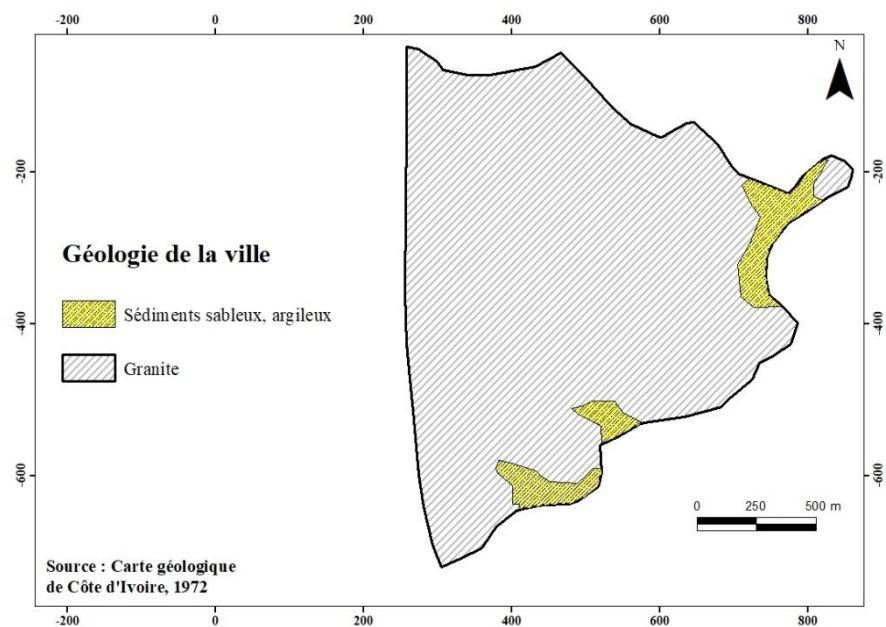 -200 0 200 400 600 800
N
-200 -200
Géologie de la ville
Sédiments sableux, argileux
-400 -400
Granite
-600 -600
0 250 500 m
Source : Carte géologique
de Côte d'Ivoire, 1972
-200 0 200 400 600 800